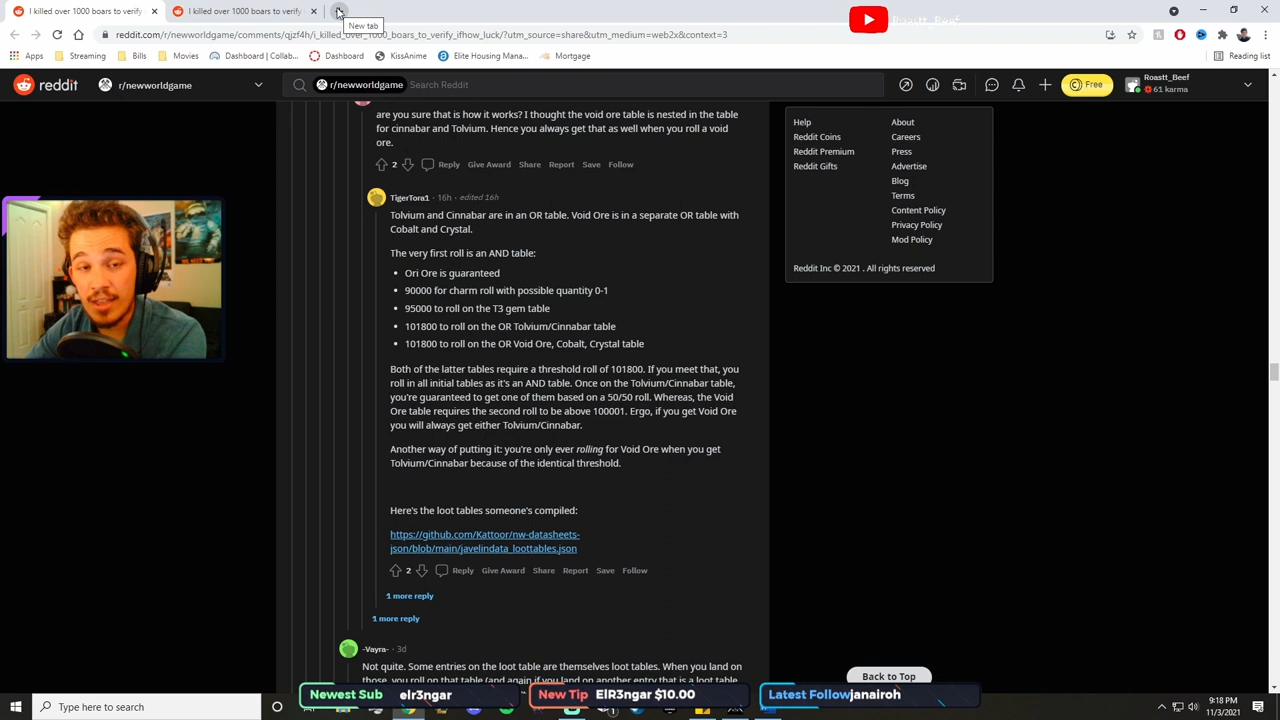 I killed over 1000 boars to verify
I killed over 1000 boars to verify
New tab
Roastt_Beef
reddit.com/r/newworldgame/comments/qjzf4h/i_killed_over_1000_boars_to_verify_ifhow_luck/?utm_source=share&utm_medium=web2x&context=3
Apps
Streaming
Bills
Movies
Dashboard | Collab...
Dashboard
KissAnime
Elite Housing Mana...
Mortgage
Reading list
reddit
r/newworldgame
r/newworldgame
Search Reddit
Free
Roastt_Beef
61 karma
are you sure that is how it works? I thought the void ore table is nested in the table
for cinnabar and Tolvium. Hence you always get that as well when you roll a void
ore.
2 Reply Give Award Share Report Save Follow
TigerTora1 · 16h · edited 16h
Tolvium and Cinnabar are in an OR table. Void Ore is in a separate OR table with
Cobalt and Crystal.
The very first roll is an AND table:
• Ori Ore is guaranteed
• 90000 for charm roll with possible quantity 0-1
• 95000 to roll on the T3 gem table
• 101800 to roll on the OR Tolvium/Cinnabar table
• 101800 to roll on the OR Void Ore, Cobalt, Crystal table
Both of the latter tables require a threshold roll of 101800. If you meet that, you
roll in all initial tables as it's an AND table. Once on the Tolvium/Cinnabar table,
you're guaranteed to get one of them based on a 50/50 roll. Whereas, the Void
Ore table requires the second roll to be above 100001. Ergo, if you get Void Ore
you will always get either Tolvium/Cinnabar.
Another way of putting it: you're only ever rolling for Void Ore when you get
Tolvium/Cinnabar because of the identical threshold.
Here's the loot tables someone's compiled:
https://github.com/Kattoor/nw-datasheets-
json/blob/main/javelindata_loottables.json
2 Reply Give Award Share Report Save Follow
1 more reply
1 more reply
-Vayra- · 3d
Not quite. Some entries on the loot table are themselves loot tables. When you land on
Help
Reddit Coins
Reddit Premium
Reddit Gifts
About
Careers
Press
Advertise
Blog
Terms
Content Policy
Privacy Policy
Mod Policy
Reddit Inc © 2021 . All rights reserved
Back to Top
Newest Sub elr3ngar
New Tip ElR3ngar $10.00
Latest Follow janairoh
Type here to search
9:18 PM
11/3/2021